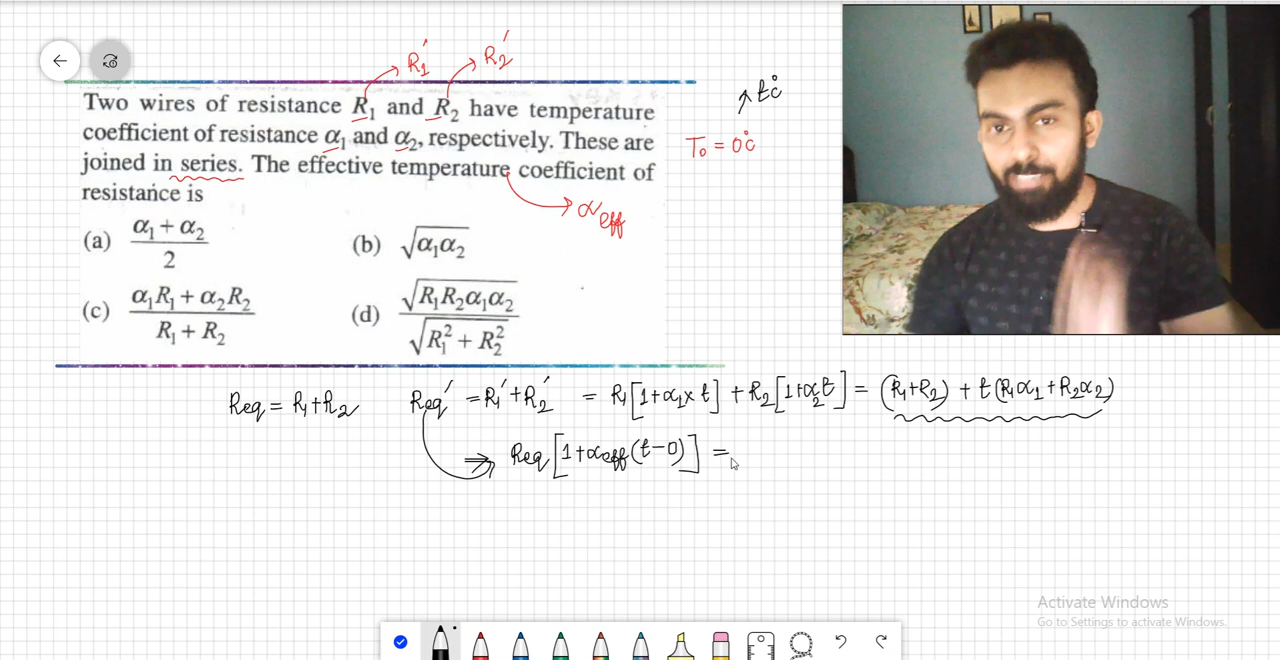 R₁′ R₂′
Two wires of resistance R₁ and R₂ have temperature
coefficient of resistance α₁ and α₂, respectively. These are
joined in series. The effective temperature coefficient of
resistance is
↗ t°C
T₀ = 0°C
α_eff
(a) (α₁ + α₂)/2 (b) √(α₁α₂)
(c) (α₁R₁ + α₂R₂)/(R₁ + R₂) (d) √(R₁R₂α₁α₂)/√(R₁² + R₂²)
Req = R₁+R₂ Req′ = R₁′+R₂′ = R₁[1+α₁×t] + R₂[1+α₂t] = (R₁+R₂) + t(R₁α₁+R₂α₂)
⇒ Req[1+αeff(t−0)] =
Activate Windows
Go to Settings to activate Windows.